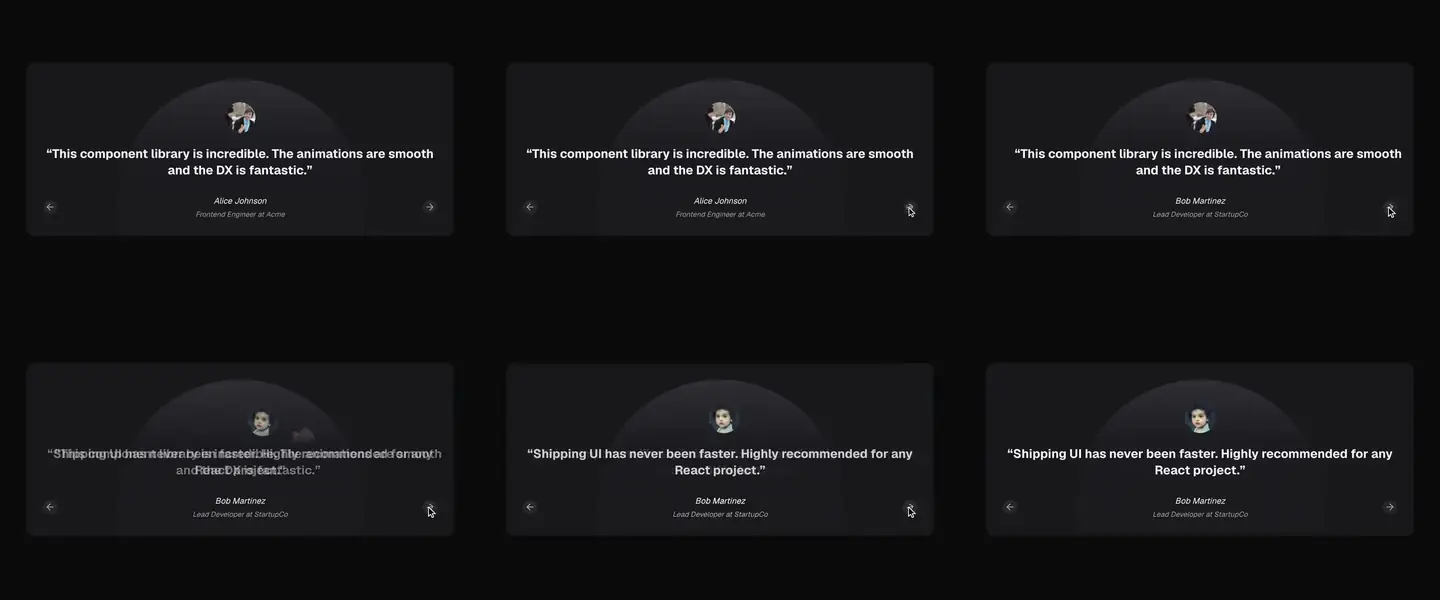 “This component library is incredible. The animations are smooth
and the DX is fantastic.”
Alice Johnson
Frontend Engineer at Acme
“This component library is incredible. The animations are smooth
and the DX is fantastic.”
Alice Johnson
Frontend Engineer at Acme
“This component library is incredible. The animations are smooth
and the DX is fantastic.”
Bob Martinez
Lead Developer at StartupCo
Bob Martinez
Lead Developer at StartupCo
“Shipping UI has never been faster. Highly recommended for any
React project.”
Bob Martinez
Lead Developer at StartupCo
“Shipping UI has never been faster. Highly recommended for any
React project.”
Bob Martinez
Lead Developer at StartupCo